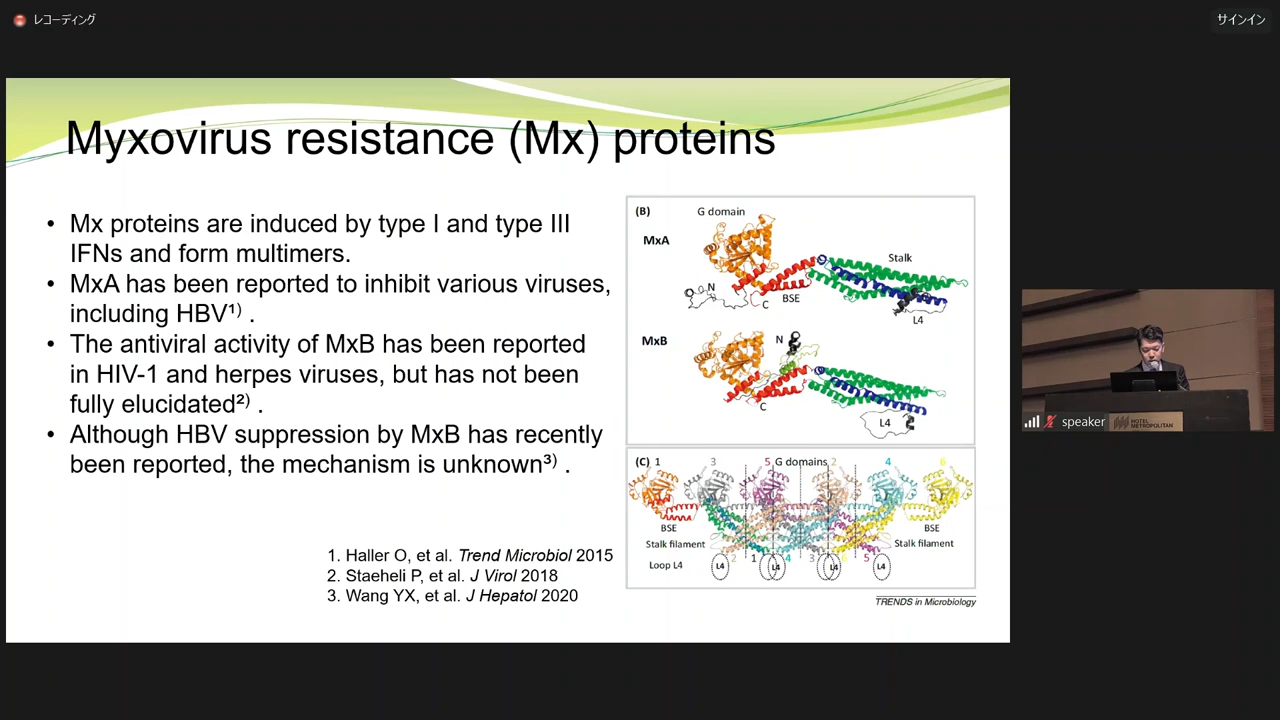 レコーディング
サインイン
Myxovirus resistance (Mx) proteins
• Mx proteins are induced by type I and type III
IFNs and form multimers.
• MxA has been reported to inhibit various viruses,
including HBV¹⁾ .
• The antiviral activity of MxB has been reported
in HIV-1 and herpes viruses, but has not been
fully elucidated²⁾ .
• Although HBV suppression by MxB has recently
been reported, the mechanism is unknown³⁾ .
1. Haller O, et al. Trend Microbiol 2015
2. Staeheli P, et al. J Virol 2018
3. Wang YX, et al. J Hepatol 2020
(B)
G domain
MxA
Stalk
N
BSE
C
L4
MxB
N
C
L4
(C) 1 3 5 G domains 2 4 6
BSE
BSE
Stalk filament
Stalk filament
2 1 4 3 6 5
Loop L4
L4 L4 L4 L4
TRENDS in Microbiology
speaker
HOTEL
METROPOLITAN